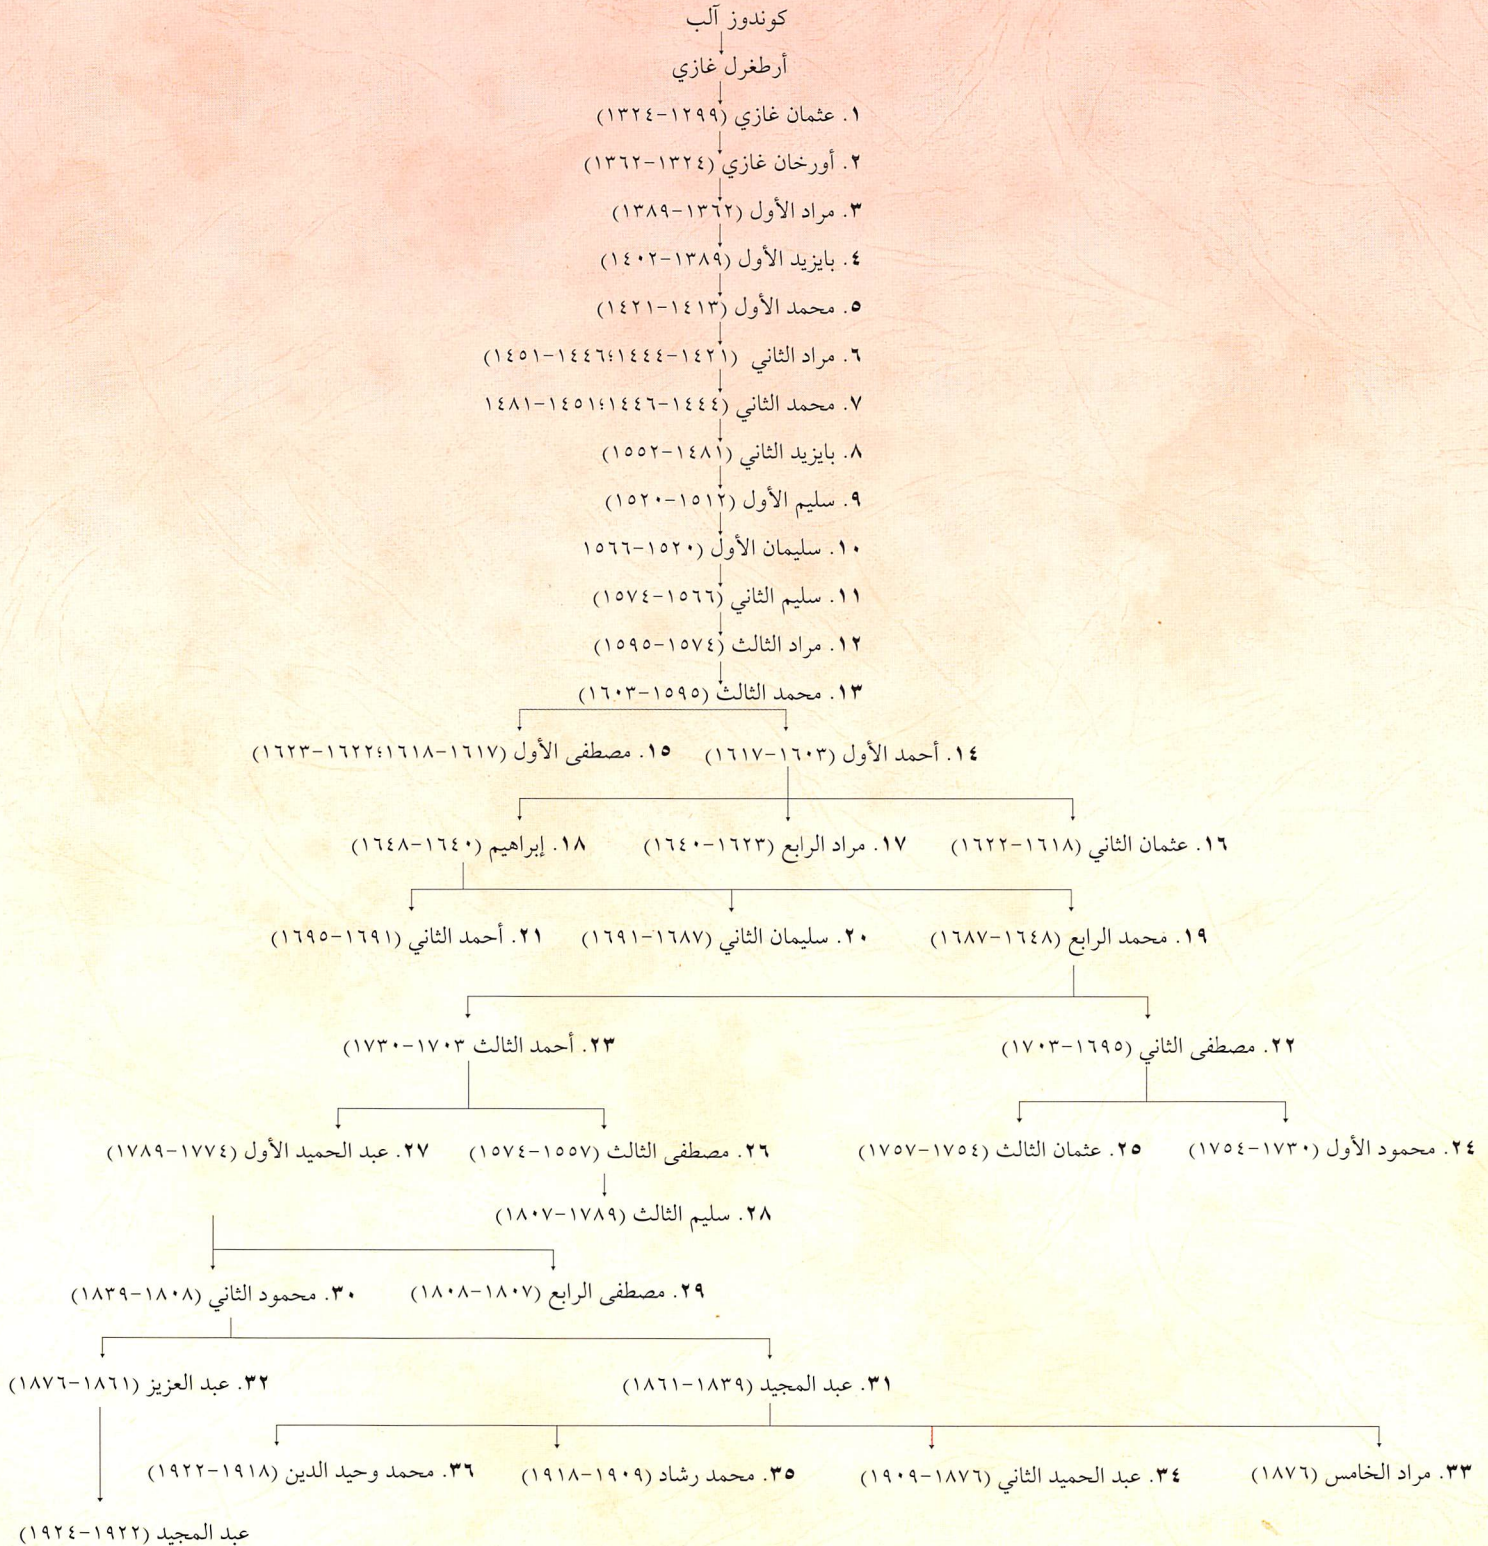 كوندوز آلب
أرطغرل غازي
١. عثمان غازي (١٢٩٩-١٣٢٤)
٢. أورخان غازي (١٣٢٤-١٣٦٢)
٣. مراد الأول (١٣٦٢-١٣٨٩)
٤. بايزيد الأول (١٣٨٩-١٤٠٢)
٥. محمد الأول (١٤١٣-١٤٢١)
٦. مراد الثاني (١٤٢١-١٤٤٤؛١٤٤٦-١٤٥١)
٧. محمد الثاني (١٤٤٤-١٤٤٦؛١٤٥١-١٤٨١
٨. بايزيد الثاني (١٤٨١-١٥٥٢)
٩. سليم الأول (١٥١٢-١٥٢٠)
١٠. سليمان الأول (١٥٢٠-١٥٦٦
١١. سليم الثاني (١٥٦٦-١٥٧٤)
١٢. مراد الثالث (١٥٧٤-١٥٩٥)
١٣. محمد الثالث (١٥٩٥-١٦٠٣)
١٤. أحمد الأول (١٦٠٣-١٦١٧) ١٥. مصطفى الأول (١٦١٧-١٦١٨؛١٦٢٢-١٦٢٣)
١٦. عثمان الثاني (١٦١٨-١٦٢٢) ١٧. مراد الرابع (١٦٢٣-١٦٤٠) ١٨. إبراهيم (١٦٤٠-١٦٤٨)
١٩. محمد الرابع (١٦٤٨-١٦٨٧) ٢٠. سليمان الثاني (١٦٨٧-١٦٩١) ٢١. أحمد الثاني (١٦٩١-١٦٩٥)
٢٢. مصطفى الثاني (١٦٩٥-١٧٠٣) ٢٣. أحمد الثالث ١٧٠٣-١٧٣٠)
٢٤. محمود الأول (١٧٣٠-١٧٥٤) ٢٥. عثمان الثالث (١٧٥٤-١٧٥٧) ٢٦. مصطفى الثالث (١٥٥٧-١٥٧٤) ٢٧. عبد الحميد الأول (١٧٧٤-١٧٨٩)
٢٨. سليم الثالث (١٧٨٩-١٨٠٧)
٢٩. مصطفى الرابع (١٨٠٧-١٨٠٨) ٣٠. محمود الثاني (١٨٠٨-١٨٣٩)
٣١. عبد المجيد (١٨٣٩-١٨٦١) ٣٢. عبد العزيز (١٨٦١-١٨٧٦)
٣٣. مراد الخامس (١٨٧٦) ٣٤. عبد الحميد الثاني (١٨٧٦-١٩٠٩) ٣٥. محمد رشاد (١٩٠٩-١٩١٨) ٣٦. محمد وحيد الدين (١٩١٨-١٩٢٢)
عبد المجيد (١٩٢٢-١٩٢٤)